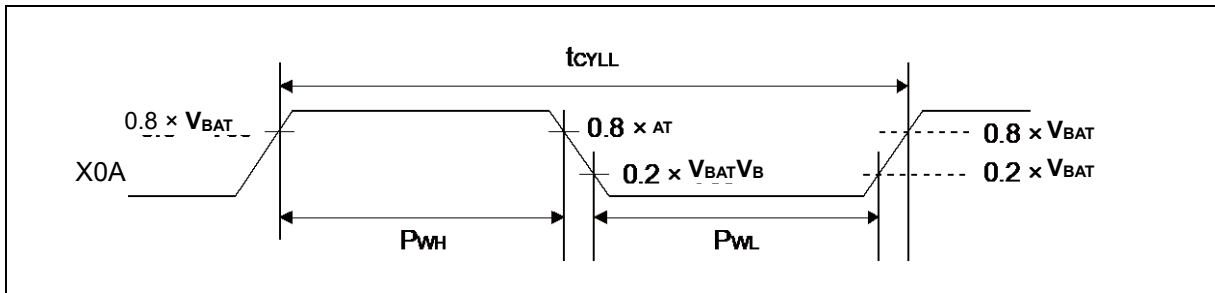 tCYLL
0.8 × VBAT
0.8 × AT
0.8 × VBAT
X0A
0.2 × VBATVB
0.2 × VBAT
PWH
PWL